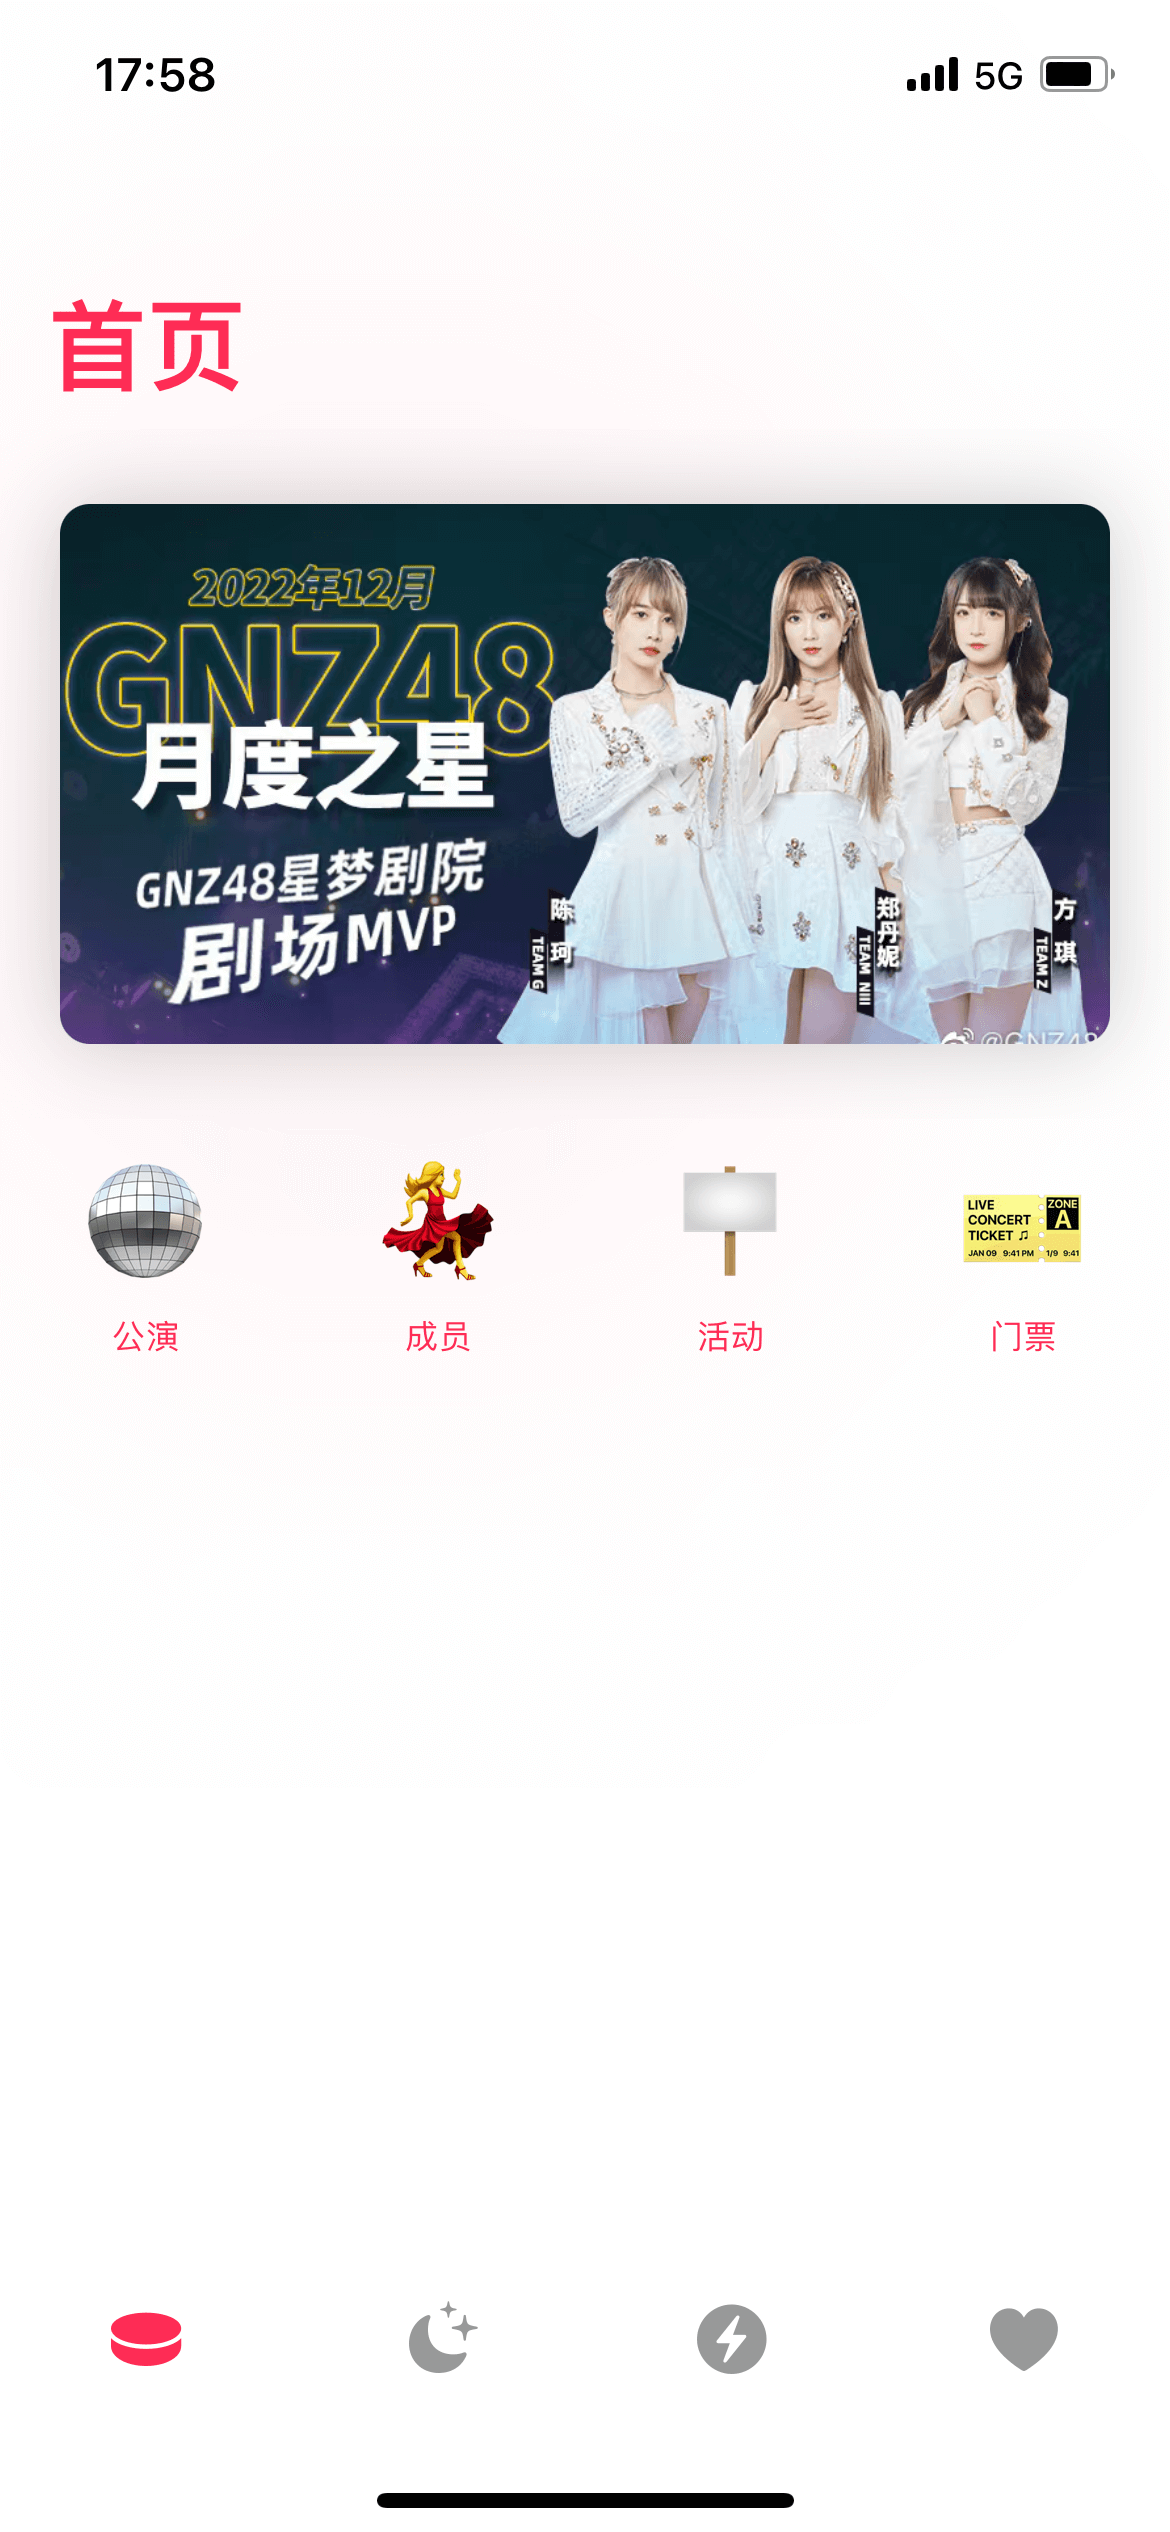 17:58
5G
首页
2022年12月
GNZ48
月度之星
GNZ48星梦剧院
剧场MVP
陈珂
TEAM G
郑丹妮
TEAM NIII
方琪
TEAM Z
@GNZ48
LIVE
CONCERT
TICKET
ZONE
A
JAN 09 9:41 PM 1/9 9:41
公演
成员
活动
门票